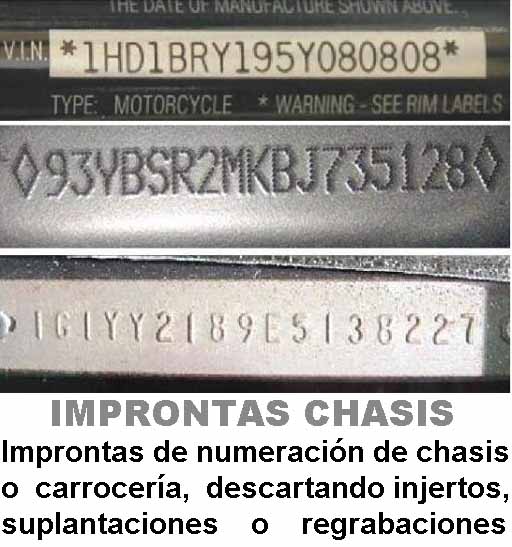 THE DATE OF MANUFACTURE SHOWN ABOVE.
V.I.N. *1HD1BRY195Y080808*
TYPE: MOTORCYCLE * WARNING - SEE RIM LABELS
◊93YBSR2MKBJ735128◊
1G1YY2189E5138227
IMPRONTAS CHASIS
Improntas de numeración de chasis
o carrocería, descartando injertos,
suplantaciones o regrabaciones